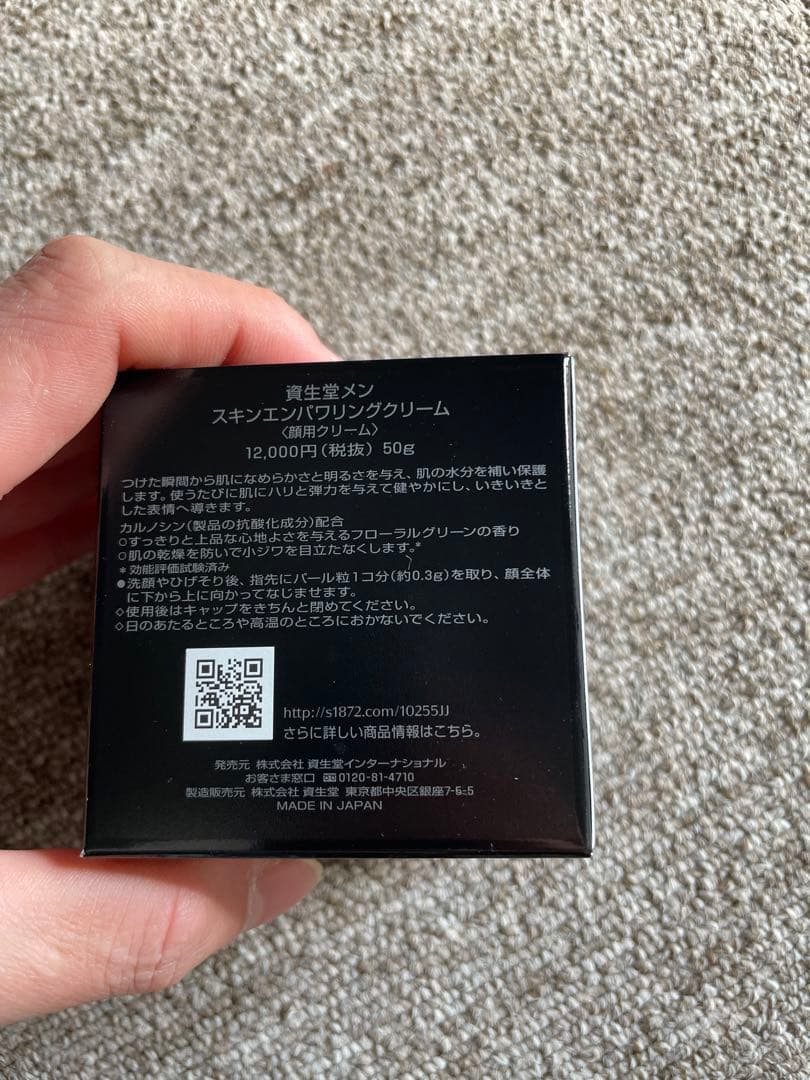 資生堂メン
スキンエンパワリングクリーム
〈顔用クリーム〉
12,000円(税抜) 50g
つけた瞬間から肌になめらかさと明るさを与え、肌の水分を補い保護
します。使うたびに肌にハリと弾力を与えて健やかにし、いきいきと
した表情へ導きます。
カルノシン(製品の抗酸化成分)配合
○すっきりと上品な心地よさを与えるフローラルグリーンの香り
○肌の乾燥を防いで小ジワを目立たなくします。*
*効能評価試験済み
●洗顔やひげそり後、指先にパール粒1コ分(約0.3g)を取り、顔全体
に下から上に向かってなじませます。
◇使用後はキャップをきちんと閉めてください。
◇日のあたるところや高温のところにおかないでください。
http://s1872.com/10255JJ
さらに詳しい商品情報はこちら。
発売元 株式会社 資生堂インターナショナル
お客さま窓口 0120-81-4710
製造販売元 株式会社 資生堂 東京都中央区銀座7-5-5
MADE IN JAPAN